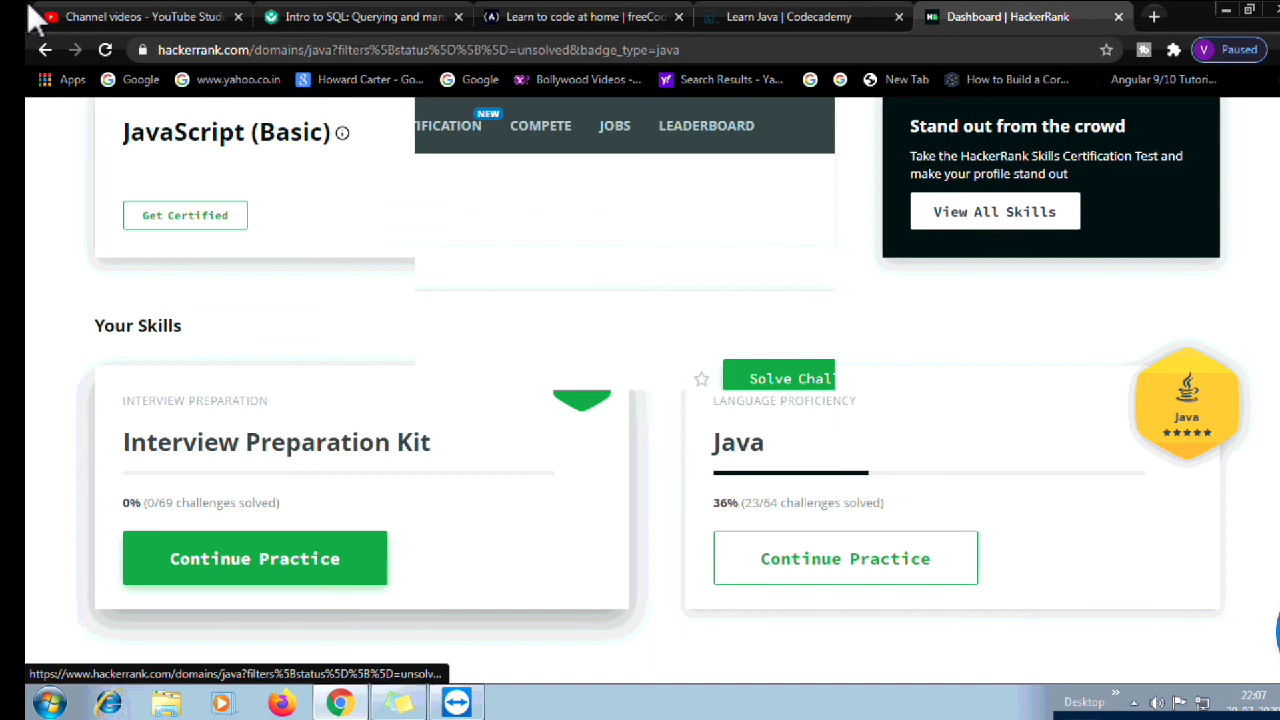 Channel videos - YouTube Studi
Intro to SQL: Querying and man
Learn to code at home | freeCo
Learn Java | Codecademy
Dashboard | HackerRank
hackerrank.com/domains/java?filters%5Bstatus%5D%5B%5D=unsolved&badge_type=java
V Paused
Apps Google www.yahoo.co.in Howard Carter - Go... Google Bollywood Videos -... Search Results - Ya... New Tab How to Build a Cor... Angular 9/10 Tutori...
JavaScript (Basic)
Get Certified
TIFICATION NEW COMPETE JOBS LEADERBOARD
Stand out from the crowd
Take the HackerRank Skills Certification Test and
make your profile stand out
View All Skills
Your Skills
INTERVIEW PREPARATION
Interview Preparation Kit
0% (0/69 challenges solved)
Continue Practice
Solve Chall
LANGUAGE PROFICIENCY
Java
36% (23/64 challenges solved)
Continue Practice
Java
https://www.hackerrank.com/domains/java?filters%5Bstatus%5D%5B%5D=unsolv...
Desktop
22:07